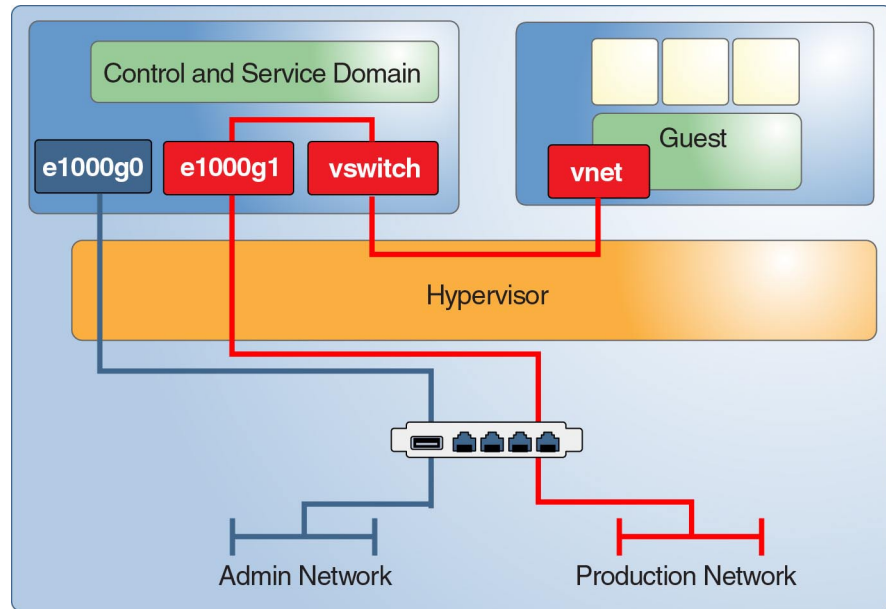 Control and Service Domain
Guest
e1000g0
e1000g1
vswitch
vnet
Hypervisor
Admin Network
Production Network